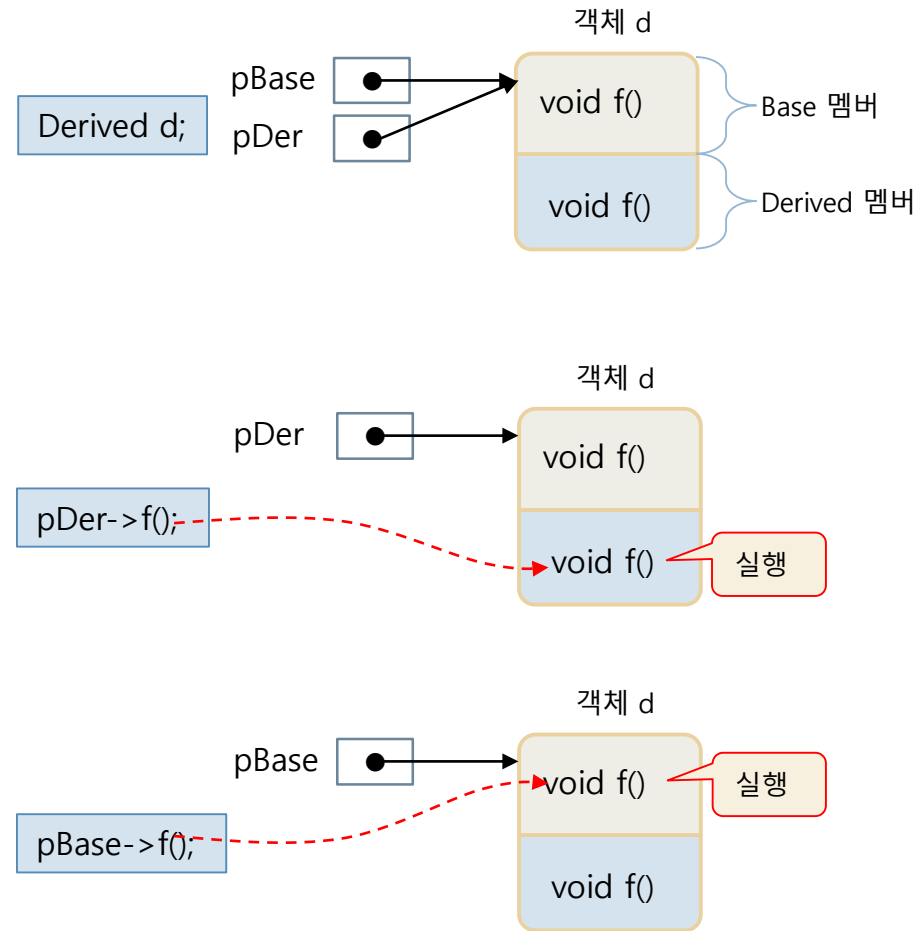 객체 d
pBase
void f()
Base 멤버
Derived d;
pDer
void f()
Derived 멤버
객체 d
pDer
void f()
pDer->f();
void f()
실행
객체 d
pBase
void f()
실행
pBase->f();
void f()